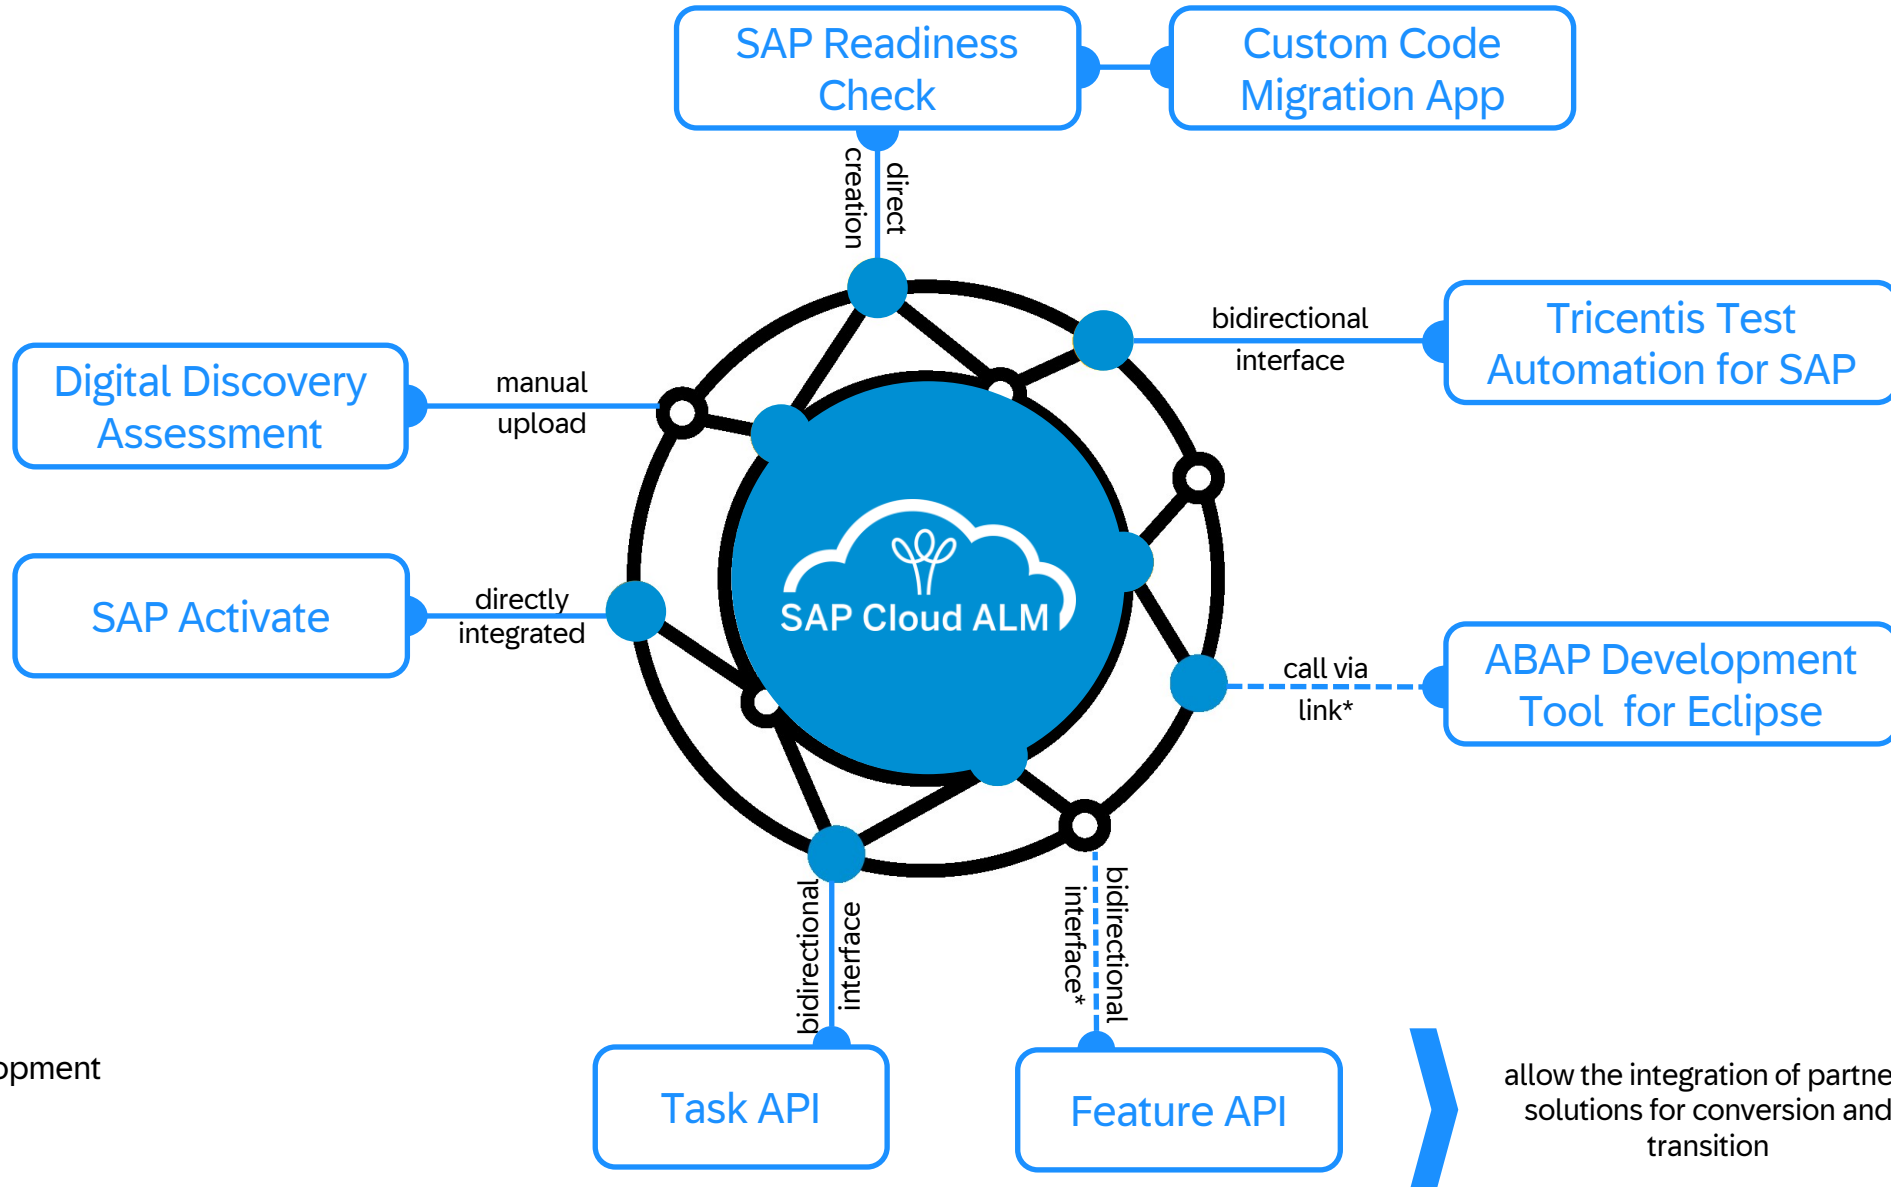 SAP Readiness
Check
Custom Code
Migration App
direct
creation
bidirectional
interface
Tricentis Test
Automation for SAP
Digital Discovery
Assessment
manual
upload
SAP Cloud ALM
SAP Activate
directly
integrated
call via
link*
ABAP Development
Tool for Eclipse
bidirectional
interface
bidirectional
interface*
opment
Task API
Feature API
allow the integration of partne
solutions for conversion and
transition